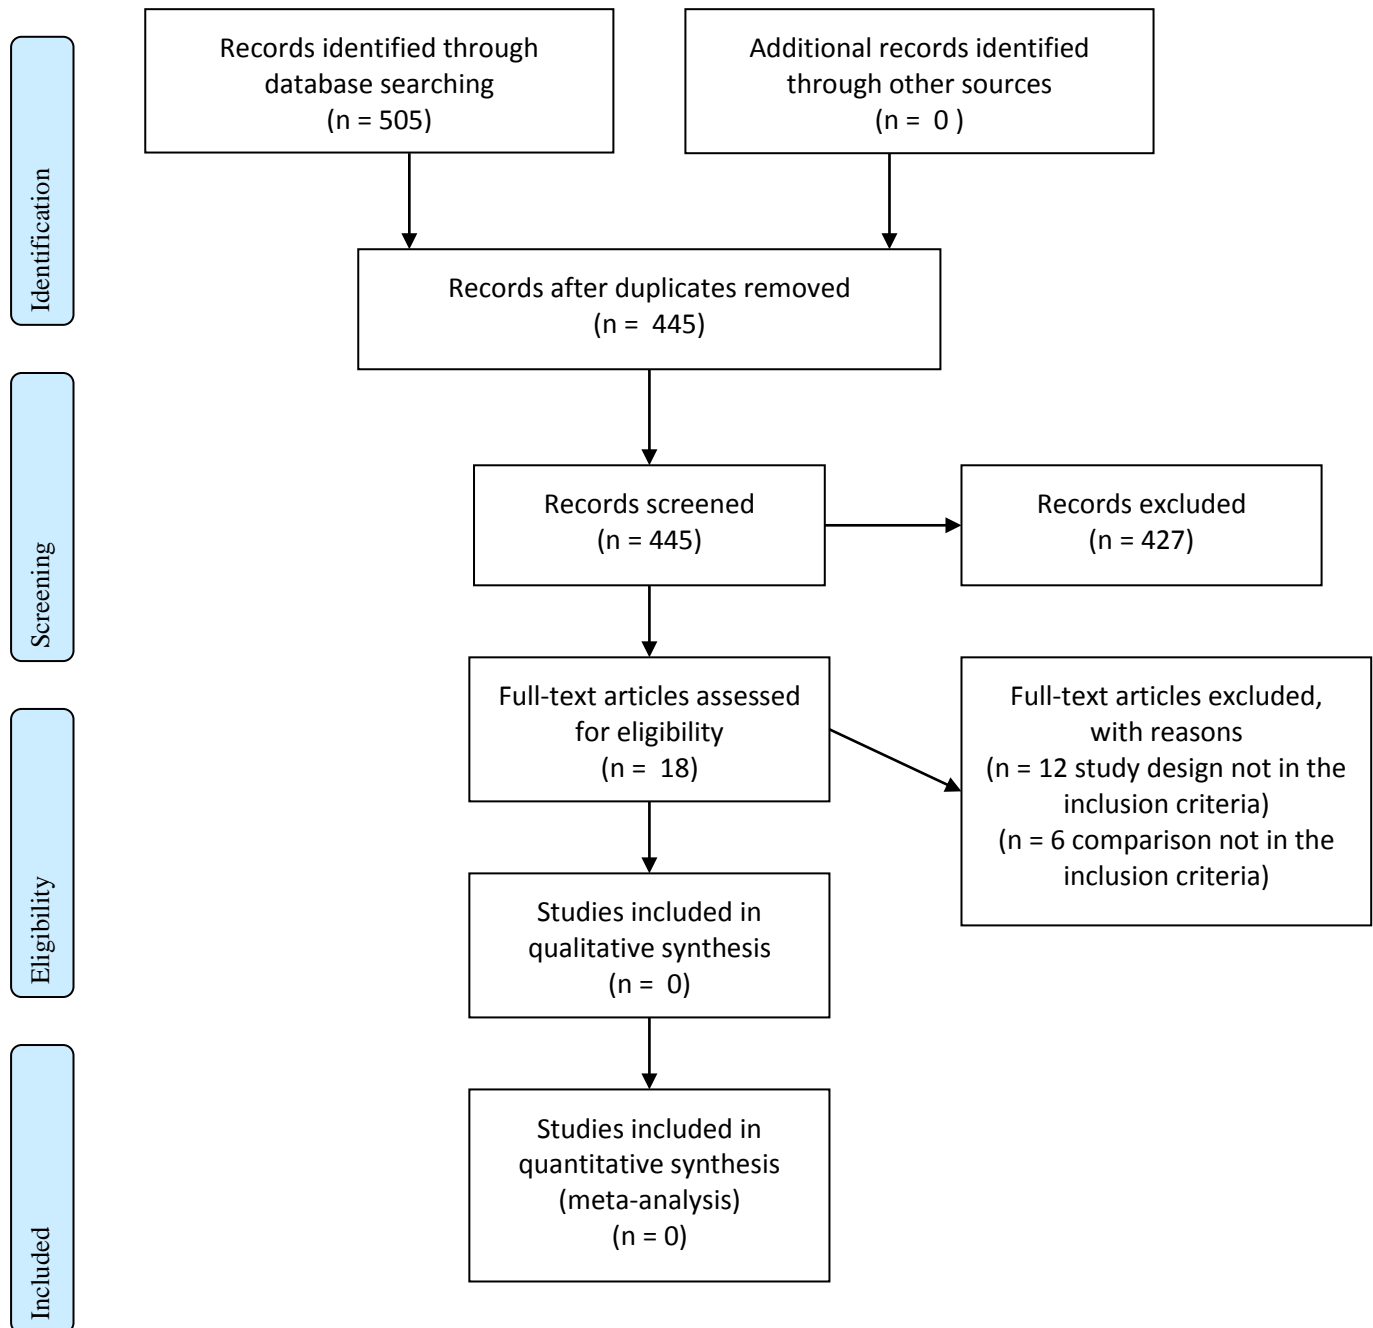 Identification
Records identified through
database searching
(n = 505)
Additional records identified
through other sources
(n =  0 )
Records after duplicates removed
(n =  445)
Screening
Records screened
(n = 445)
Records excluded
(n = 427)
Eligibility
Full-text articles assessed
for eligibility
(n =  18)
Full-text articles excluded,
with reasons
(n = 12 study design not in the
inclusion criteria)
(n = 6 comparison not in the
inclusion criteria)
Studies included in
qualitative synthesis
(n =  0)
Included
Studies included in
quantitative synthesis
(meta-analysis)
(n = 0)